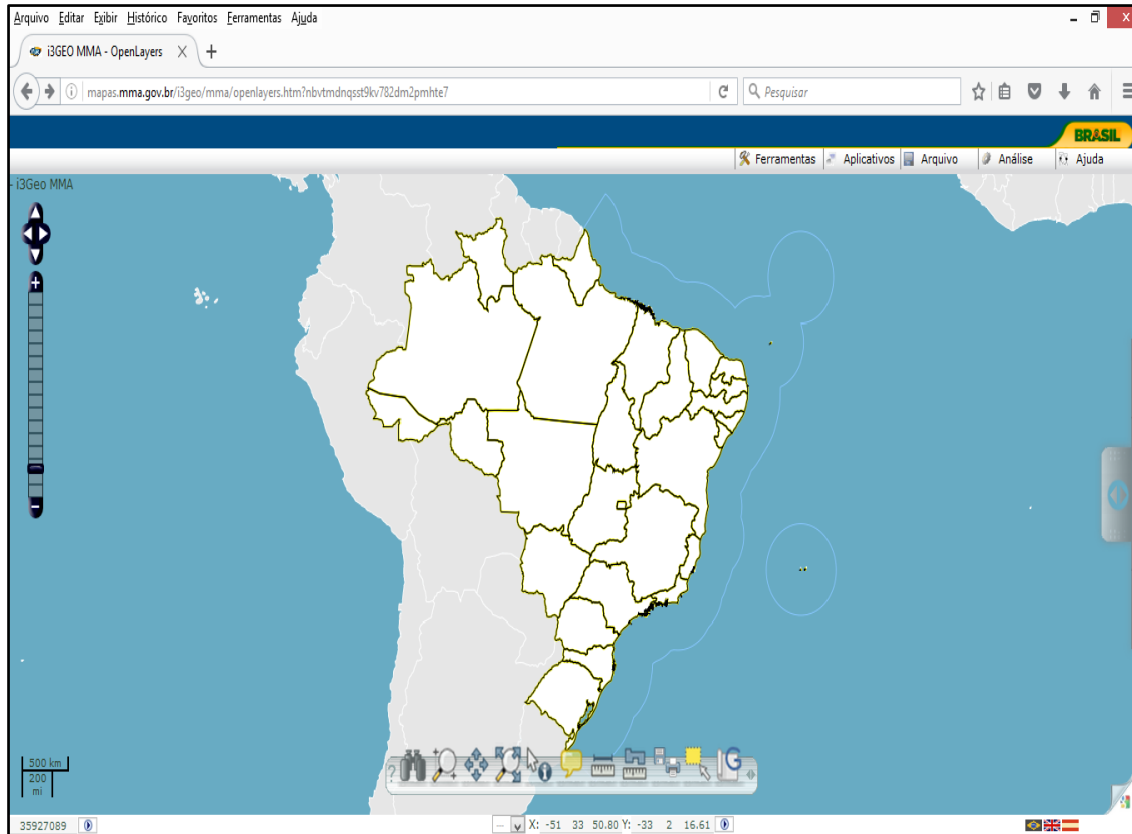 Arquivo Editar Exibir Histórico Favoritos Ferramentas Ajuda
i3GEO MMA - OpenLayers
mapas.mma.gov.br/i3geo/mma/openlayers.htm?nbvtmdnqsst9kv782dm2pmhte7
Pesquisar
BRASIL
Ferramentas Aplicativos Arquivo Análise Ajuda
- i3Geo MMA
500 km
200
mi
?
G
35927089
-- X: -51 33 50.80 Y: -33 2 16.61